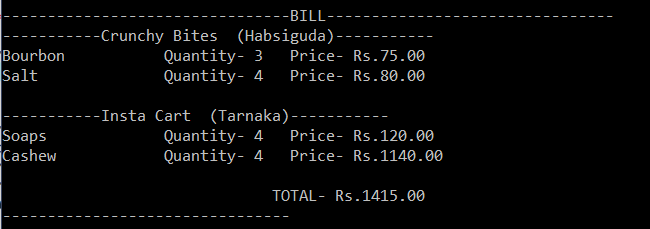 --------------------------------BILL--------------------------------
-----------Crunchy Bites  (Habsiguda)-----------
Bourbon           Quantity- 3   Price- Rs.75.00
Salt              Quantity- 4   Price- Rs.80.00
-----------Insta Cart  (Tarnaka)-----------
Soaps             Quantity- 4   Price- Rs.120.00
Cashew            Quantity- 4   Price- Rs.1140.00
                              TOTAL- Rs.1415.00
--------------------------------